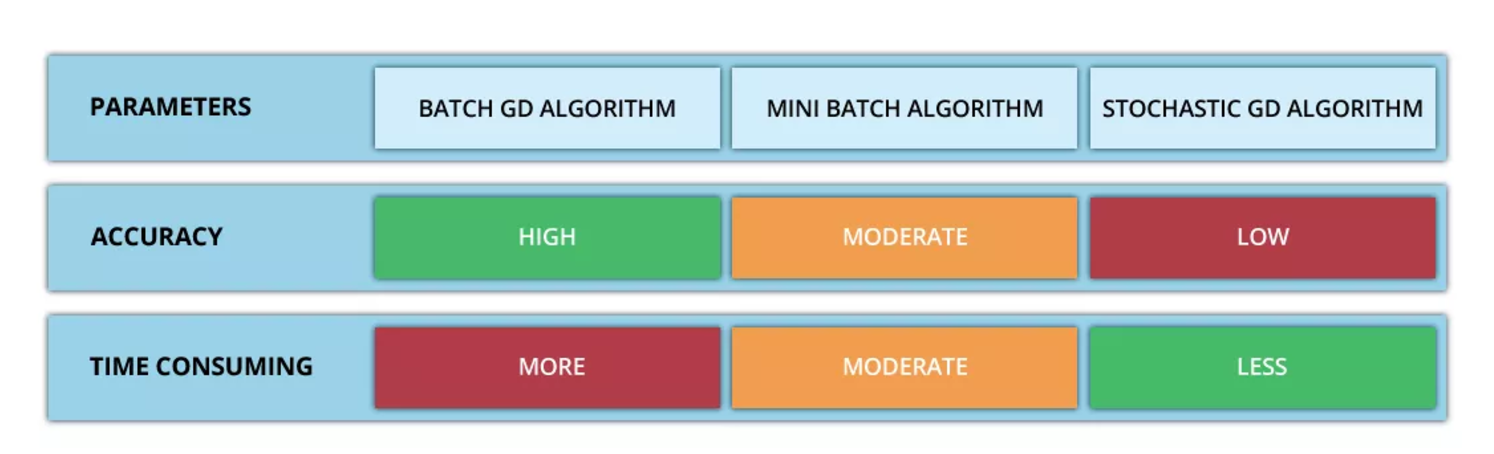 PARAMETERS BATCH GD ALGORITHM MINI BATCH ALGORITHM STOCHASTIC GD ALGORITHM
ACCURACY HIGH MODERATE LOW
TIME CONSUMING MORE MODERATE LESS